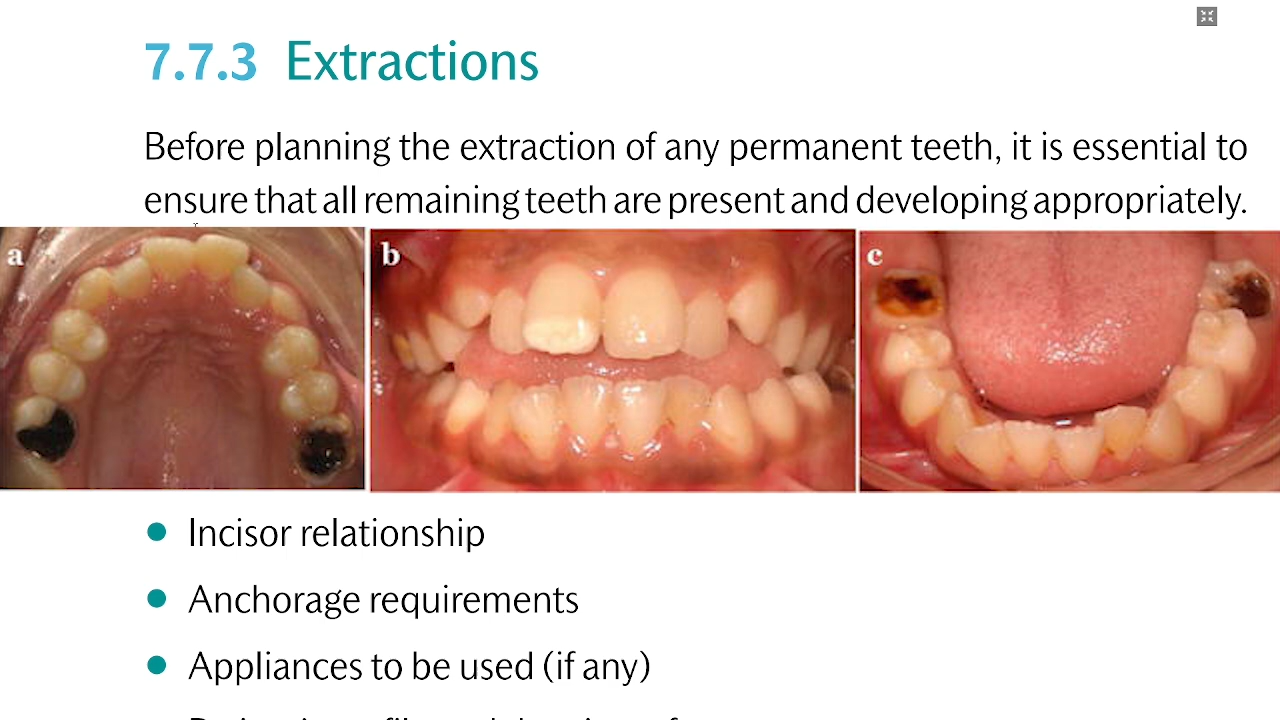 7.7.3 Extractions
Before planning the extraction of any permanent teeth, it is essential to
ensure that all remaining teeth are present and developing appropriately.
a
b
c
● Incisor relationship
● Anchorage requirements
● Appliances to be used (if any)